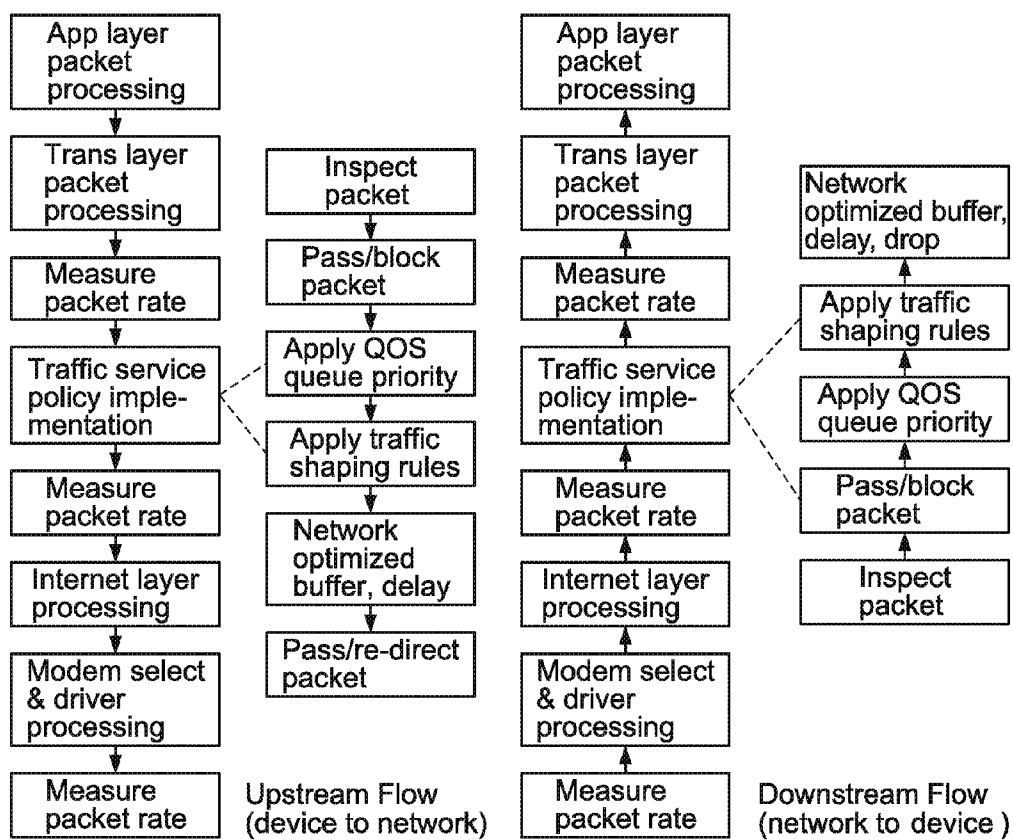 App layer
packet
processing
Trans layer
packet
processing
Measure
packet rate
Traffic service
policy imple-
mentation
Measure
packet rate
Internet layer
processing
Modem select
& driver
processing
Measure
packet rate
Inspect
packet
Pass/block
packet
Apply QOS
queue priority
Apply traffic
shaping rules
Network
optimized
buffer, delay
Pass/re-direct
packet
Upstream Flow
(device to network)
App layer
packet
processing
Trans layer
packet
processing
Measure
packet rate
Traffic service
policy imple-
mentation
Measure
packet rate
Internet layer
processing
Modem select
& driver
processing
Measure
packet rate
Network
optimized buffer,
delay, drop
Apply traffic
shaping rules
Apply QOS
queue priority
Pass/block
packet
Inspect
packet
Downstream Flow
(network to device )